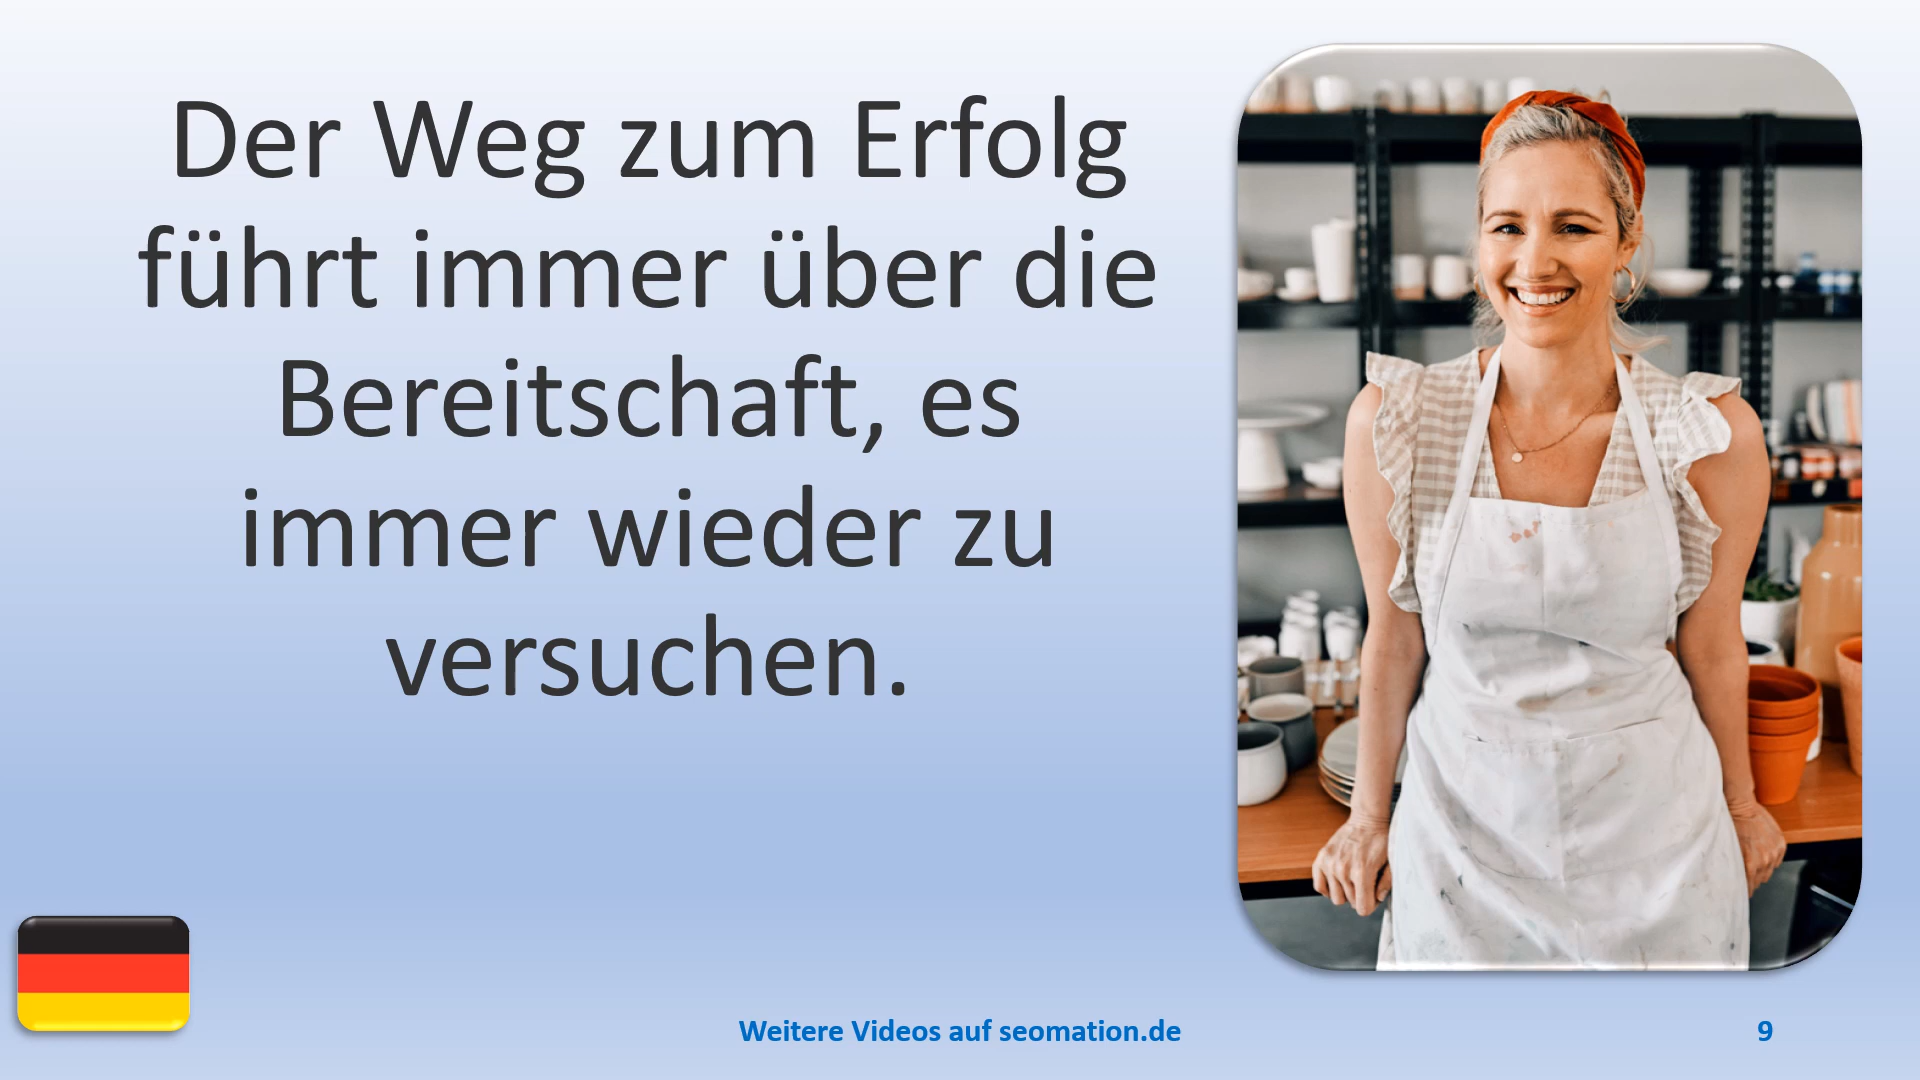 Der Weg zum Erfolg
führt immer über die
Bereitschaft, es
immer wieder zu
versuchen.
Weitere Videos auf seomation.de
9